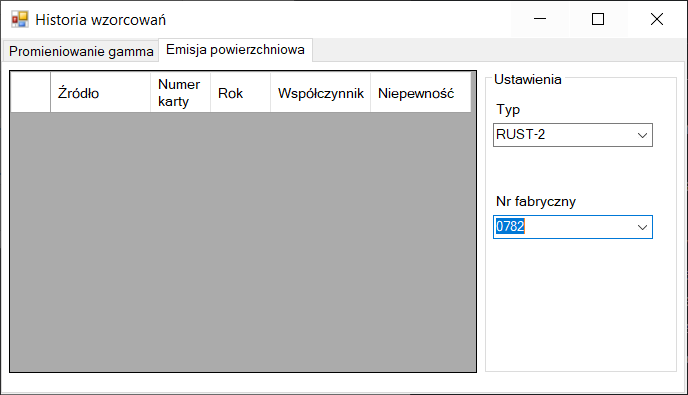 Historia wzorcowań
Promieniowanie gamma
Emisja powierzchniowa
Źródło
Numer
karty
Rok
Współczynnik
Niepewność
Ustawienia
Typ
RUST-2
Nr fabryczny
0782